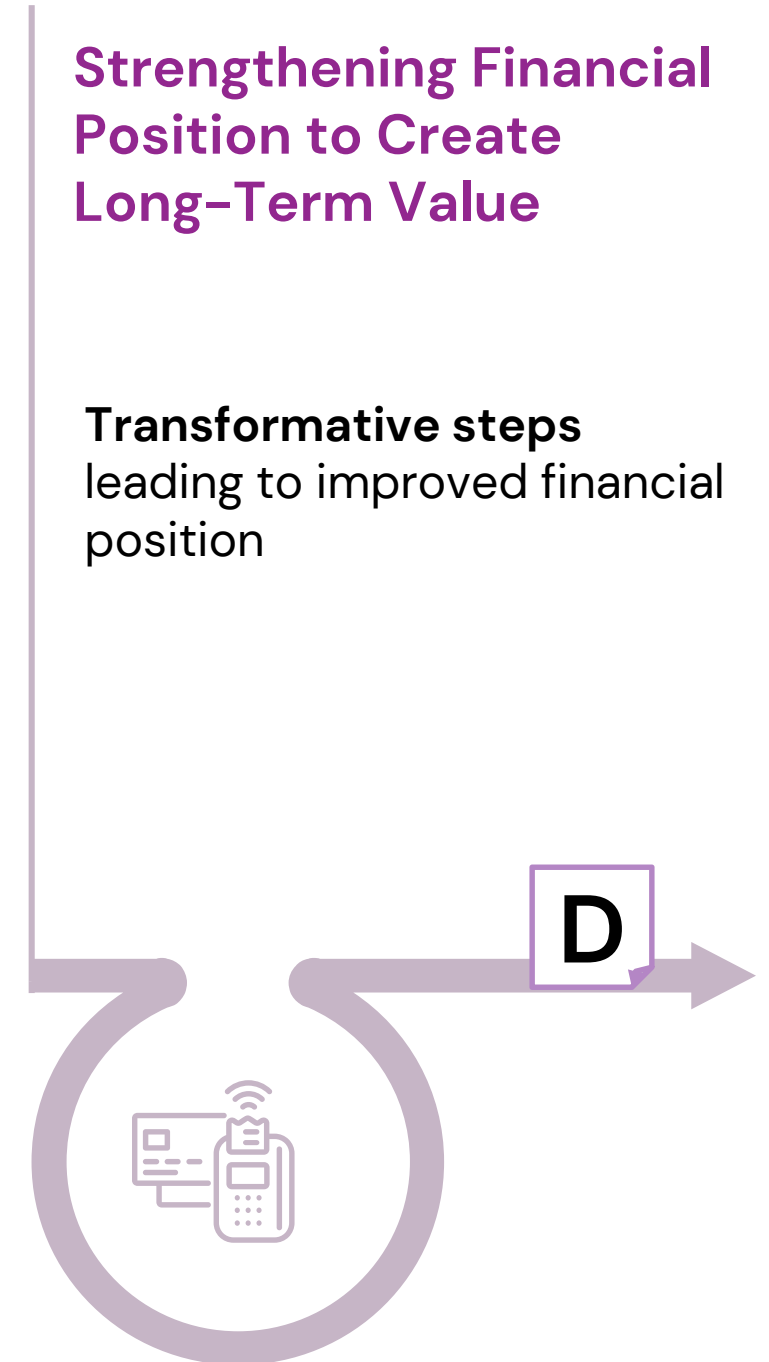 Strengthening Financial
Position to Create
Long-Term Value
Transformative steps
leading to improved financial
position
D